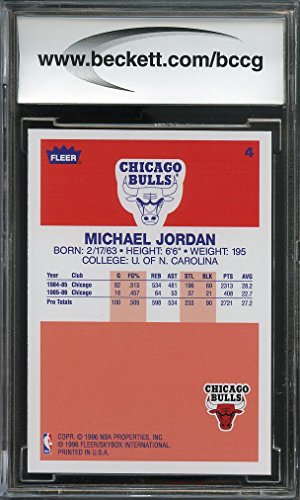 www.beckett.com/bccg
FLEER
4
CHICAGO
BULLS
MICHAEL JORDAN
BORN: 2/17/63 • HEIGHT: 6'6" • WEIGHT: 195
COLLEGE: U. OF N. CAROLINA
Year Club G FG% REB AST STL BLK PTS AVG
1984-85 Chicago 82 .515 534 481 196 69 2313 28.2
1985-86 Chicago 18 .457 64 53 37 21 408 22.7
Pro Totals 100 .505 598 534 233 90 2721 27.2
CHICAGO
BULLS
COPR. © 1996 NBA PROPERTIES, INC.
© 1996 FLEER/SKYBOX INTERNATIONAL.
PRINTED IN U.S.A.